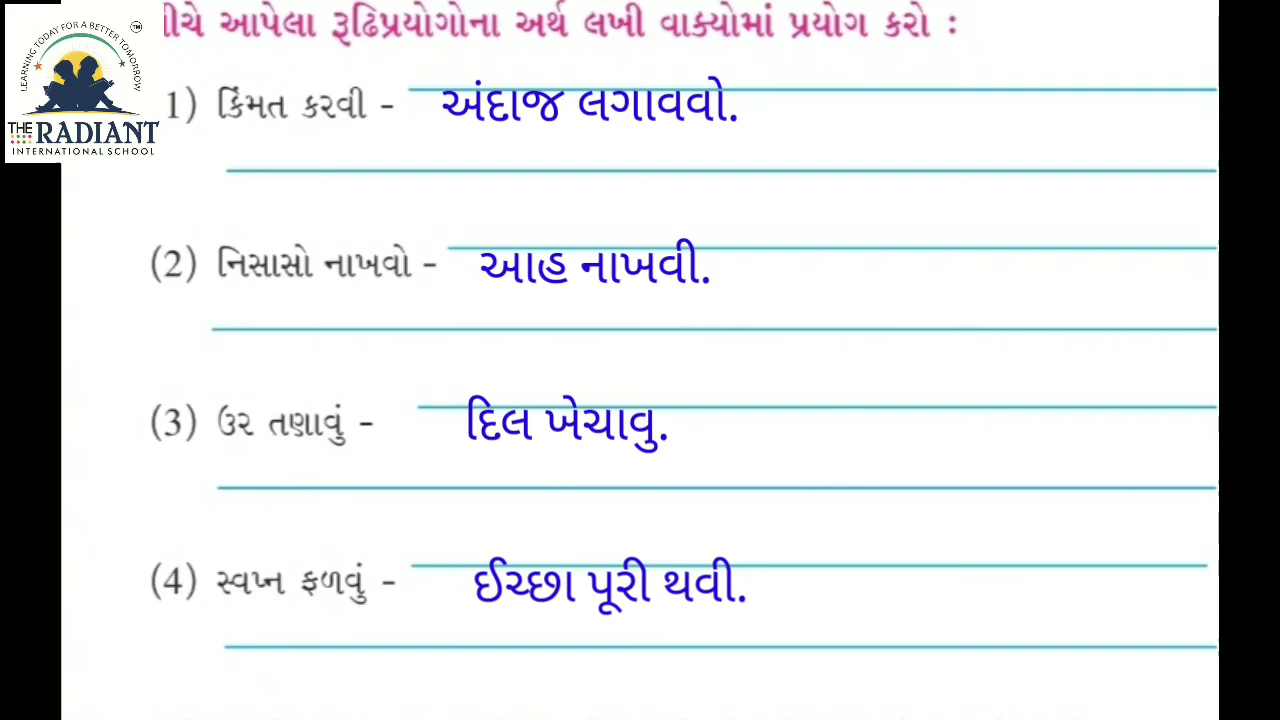 LEARNING TODAY FOR A BETTER TOMORROW
TM
THE RADIANT
INTERNATIONAL SCHOOL
આપેલા રૂઢિપ્રયોગોના અર્થ લખી વાક્યોમાં પ્રયોગ કરો :
1) કિંમત કરવી - અંદાજ લગાવવો.
(2) નિસાસો નાખવો - આહ નાખવી.
(3) ઉર તણાવું - દિલ ખેચાવુ.
(4) સ્વપ્ન ફળવું - ઈચ્છા પૂરી થવી.